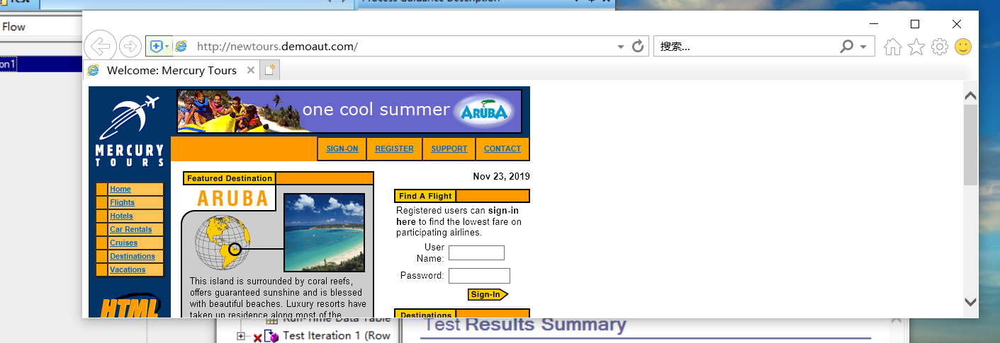 Test
Process Guidance Description
Flow
on1
http://newtours.demoaut.com/
搜索...
Welcome: Mercury Tours
one cool summer
ARUBA
MERCURY
TOURS
SIGN-ON
REGISTER
SUPPORT
CONTACT
Home
Flights
Hotels
Car Rentals
Cruises
Destinations
Vacations
HTML
Featured Destination
ARUBA
This island is surrounded by coral reefs,
offers guaranteed sunshine and is blessed
with beautiful beaches. Luxury resorts have
taken up residence along most of the
Nov 23, 2019
Find A Flight
Registered users can sign-in
here to find the lowest fare on
participating airlines.
User
Name:
Password:
Sign-In
Destinations
Run-Time Data Table
Test Iteration 1 (Row
Test Results Summary